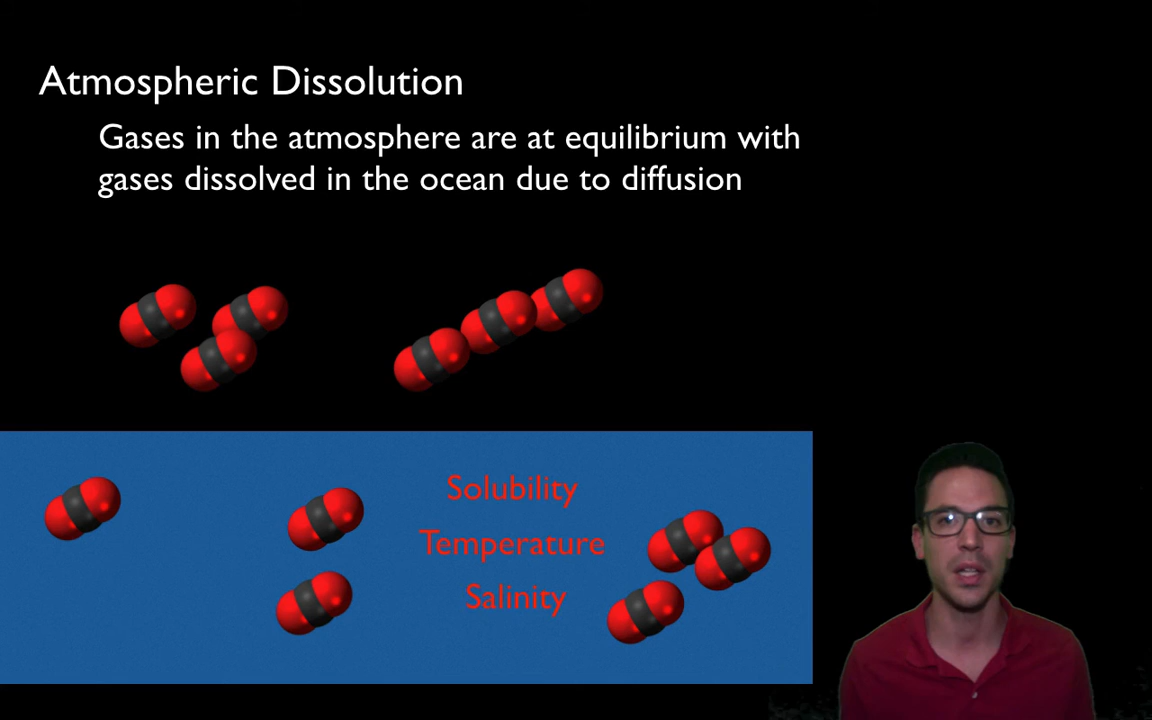 Atmospheric Dissolution
Gases in the atmosphere are at equilibrium with
gases dissolved in the ocean due to diffusion
Solubility
Temperature
Salinity